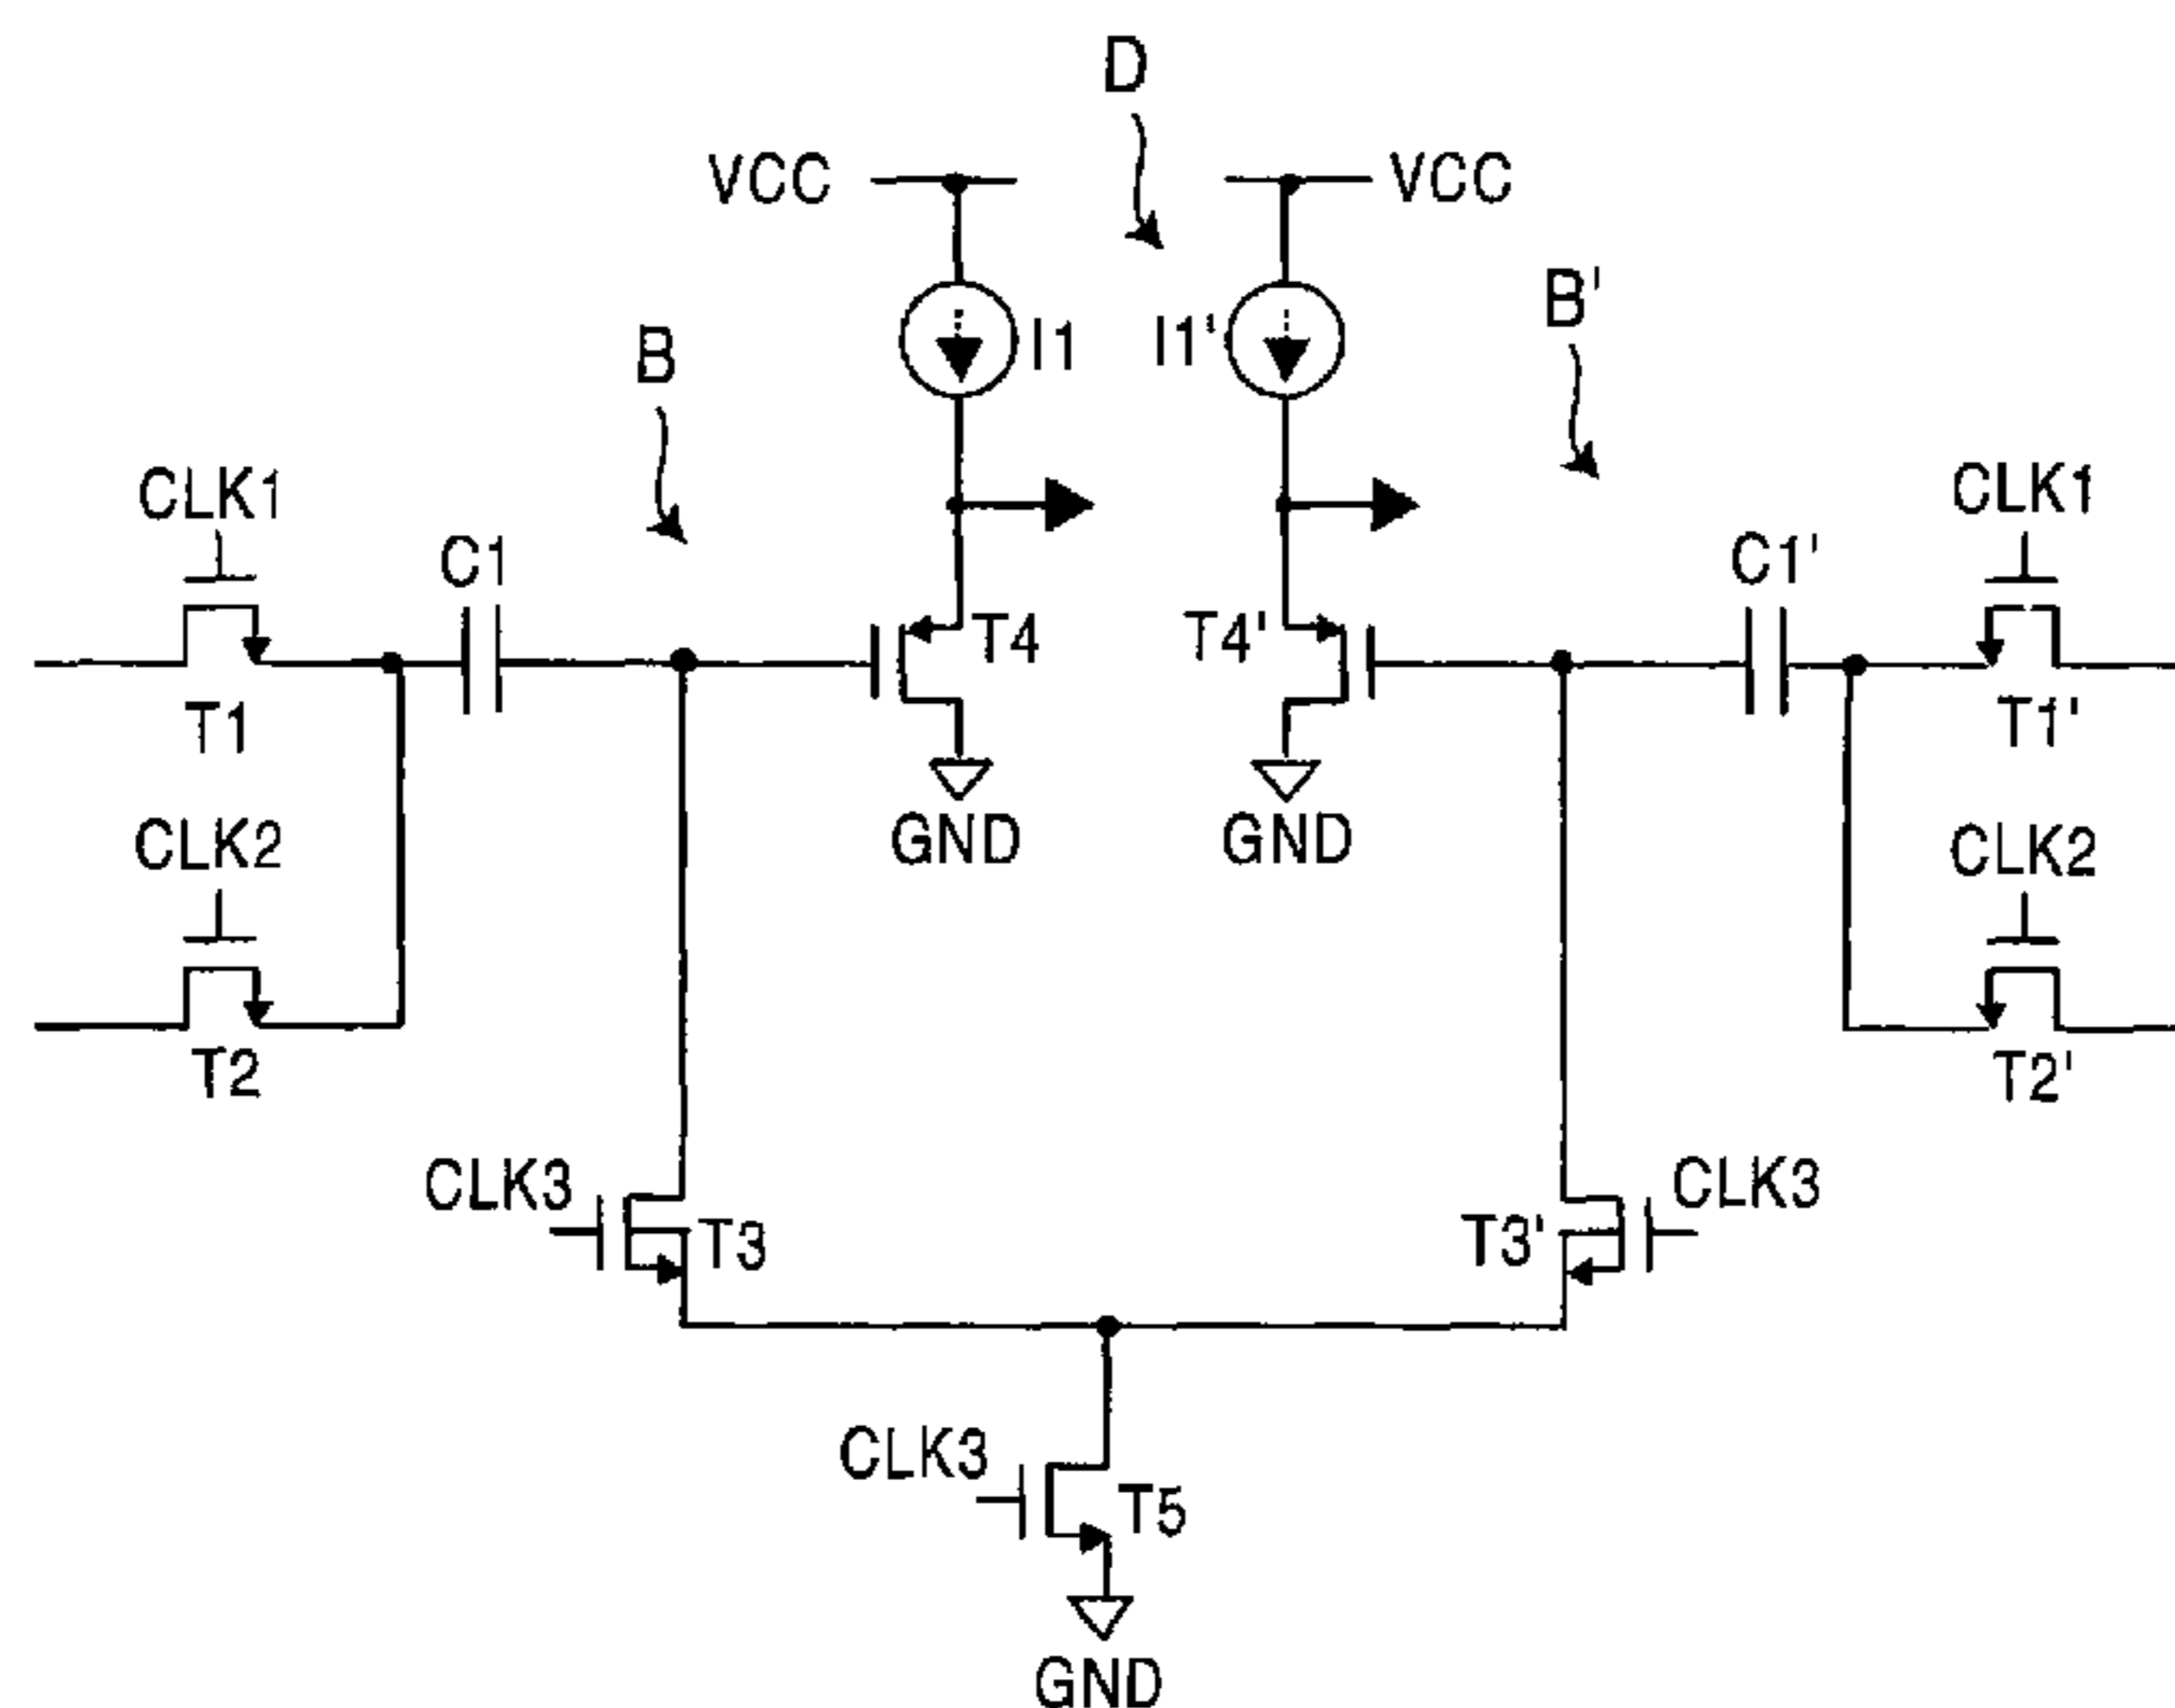 D
VCC
VCC
B'
I1
I1'
B
CLK1
CLK1
C1
C1'
T4
T4'
T1
T1'
GND
GND
CLK2
CLK2
T2
T2'
CLK3
CLK3
T3
T3'
CLK3
T5
GND